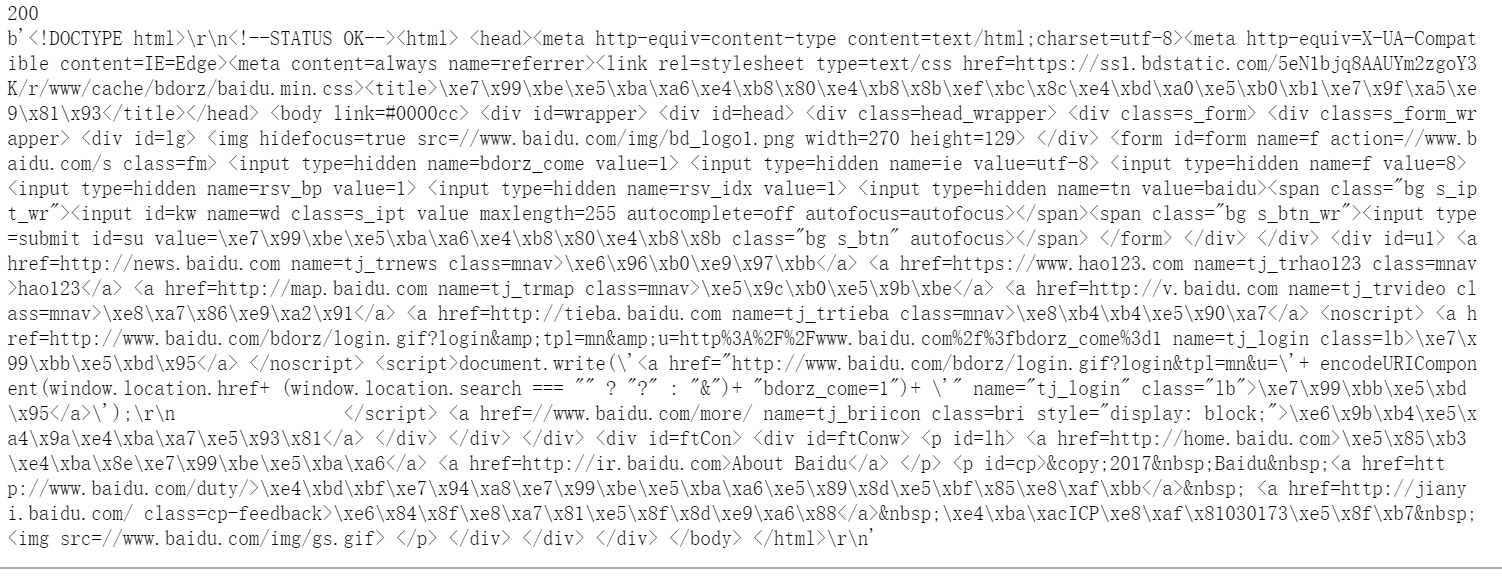 200
b'<!DOCTYPE html>\r\n<!--STATUS OK--><html> <head><meta http-equiv=content-type content=text/html;charset=utf-8><meta http-equiv=X-UA-Compat
ible content=IE=Edge><meta content=always name=referrer><link rel=stylesheet type=text/css href=https://ss1.bdstatic.com/5eN1bjq8AAUYm2zgoY3
K/r/www/cache/bdorz/baidu.min.css><title>\xe7\x99\xbe\xe5\xba\xa6\xe4\xb8\x80\xe4\xb8\x8b\xef\xbc\x8c\xe4\xbd\xa0\xe5\xb0\xb1\xe7\x9f\xa5\xe
9\x81\x93</title></head> <body link=#0000cc> <div id=wrapper> <div id=head> <div class=head_wrapper> <div class=s_form> <div class=s_form_wr
apper> <div id=lg> <img hidefocus=true src=//www.baidu.com/img/bd_logo1.png width=270 height=129> </div> <form id=form name=f action=//www.b
aidu.com/s class=fm> <input type=hidden name=bdorz_come value=1> <input type=hidden name=ie value=utf-8> <input type=hidden name=f value=8>
<input type=hidden name=rsv_bp value=1> <input type=hidden name=rsv_idx value=1> <input type=hidden name=tn value=baidu><span class="bg s_ip
t_wr"><input id=kw name=wd class=s_ipt value maxlength=255 autocomplete=off autofocus=autofocus></span><span class="bg s_btn_wr"><input type
=submit id=su value=\xe7\x99\xbe\xe5\xba\xa6\xe4\xb8\x80\xe4\xb8\x8b class="bg s_btn" autofocus></span> </form> </div> </div> <div id=u1> <a
href=http://news.baidu.com name=tj_trnews class=mnav>\xe6\x96\xb0\xe9\x97\xbb</a> <a href=https://www.hao123.com name=tj_trhao123 class=mnav
>hao123</a> <a href=http://map.baidu.com name=tj_trmap class=mnav>\xe5\x9c\xb0\xe5\x9b\xbe</a> <a href=http://v.baidu.com name=tj_trvideo cl
ass=mnav>\xe8\xa7\x86\xe9\xa2\x91</a> <a href=http://tieba.baidu.com name=tj_trtieba class=mnav>\xe8\xb4\xb4\xe5\x90\xa7</a> <noscript> <a h
ref=http://www.baidu.com/bdorz/login.gif?login&amp;tpl=mn&amp;u=http%3A%2F%2Fwww.baidu.com%2f%3fbdorz_come%3d1 name=tj_login class=lb>\xe7\x
99\xbb\xe5\xbd\x95</a> </noscript> <script>document.write(\'<a href="http://www.baidu.com/bdorz/login.gif?login&tpl=mn&u=\'+ encodeURICompon
ent(window.location.href+ (window.location.search === "" ? "?" : "&")+ "bdorz_come=1")+ \'" name="tj_login" class="lb">\xe7\x99\xbb\xe5\xbd
\x95</a>\');\r\n                </script> <a href=//www.baidu.com/more/ name=tj_briicon class=bri style="display: block;">\xe6\x9b\xb4\xe5\x
a4\x9a\xe4\xba\xa7\xe5\x93\x81</a> </div> </div> </div> <div id=ftCon> <div id=ftConw> <p id=lh> <a href=http://home.baidu.com>\xe5\x85\xb3
\xe4\xba\x8e\xe7\x99\xbe\xe5\xba\xa6</a> <a href=http://ir.baidu.com>About Baidu</a> </p> <p id=cp>&copy;2017&nbsp;Baidu&nbsp;<a href=htt
p://www.baidu.com/duty/>\xe4\xbd\xbf\xe7\x94\xa8\xe7\x99\xbe\xe5\xba\xa6\xe5\x89\x8d\xe5\xbf\x85\xe8\xaf\xbb</a>&nbsp; <a href=http://jiany
i.baidu.com/ class=cp-feedback>\xe6\x84\x8f\xe8\xa7\x81\xe5\x8f\x8d\xe9\xa6\x88</a>&nbsp;\xe4\xba\xacICP\xe8\xaf\x81030173\xe5\x8f\xb7&nbsp;
<img src=//www.baidu.com/img/gs.gif> </p> </div> </div> </div> </body> </html>\r\n'